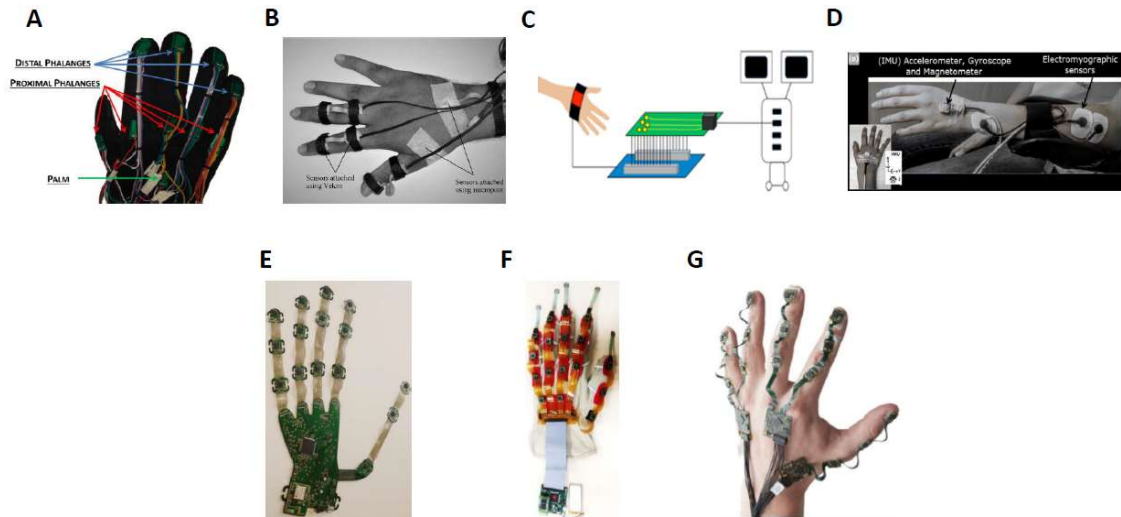 A
B
C
D
DISTAL PHALANGES
PROXIMAL PHALANGES
PALM
Sensors attached
using Velcro
Sensors attached
using micropore
(IMU) Accelerometer, Gyroscope
and Magnetometer
Electromyographic
sensors
E
F
G